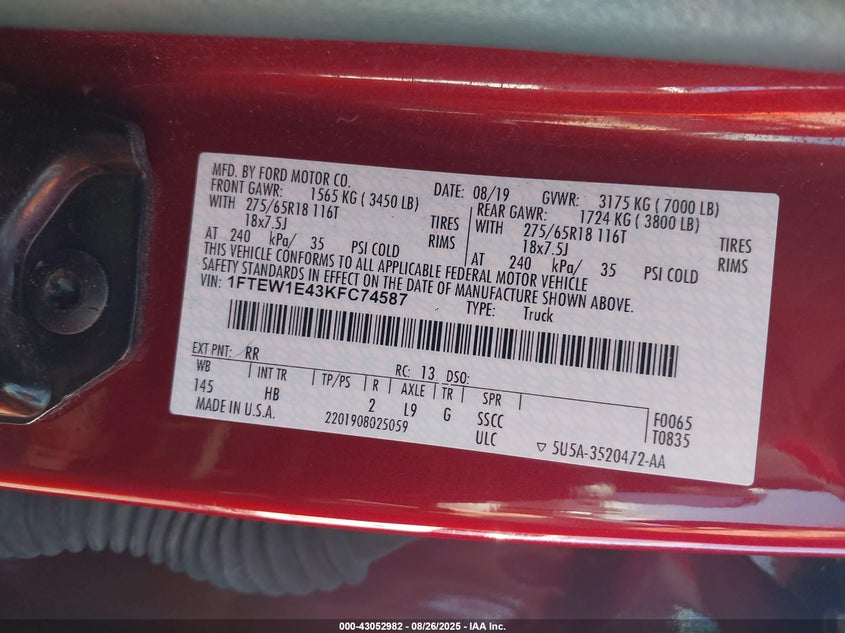 MFD. BY FORD MOTOR CO. DATE: 08/19 GVWR: 3175 KG ( 7000 LB)
FRONT GAWR: 1565 KG ( 3450 LB) REAR GAWR: 1724 KG ( 3800 LB)
WITH 275/65R18 116T TIRES WITH 275/65R18 116T TIRES
18x7.5J RIMS 18x7.5J RIMS
AT 240 kPa/ 35 PSI COLD AT 240 kPa/ 35 PSI COLD
THIS VEHICLE CONFORMS TO ALL APPLICABLE FEDERAL MOTOR VEHICLE
SAFETY STANDARDS IN EFFECT ON THE DATE OF MANUFACTURE SHOWN ABOVE.
VIN: 1FTEW1E43KFC74587 TYPE: Truck
EXT PNT: RR RC: 13 DSO:
WB INT TR TP/PS R AXLE TR SPR
145 HB 2 L9 G SSCC F0065
MADE IN U.S.A. 2201908025059 ULC T0835
5U5A-3520472-AA
000-43052982 - 08/26/2025 - IAA Inc.